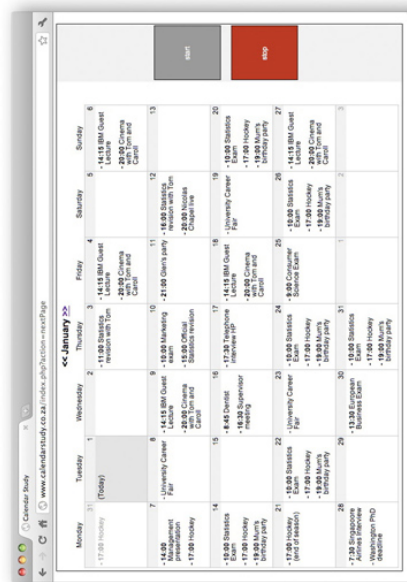 Calendar Study
www.calendarstudy.co.za/index.php?action=nextPage
<< January >>
Monday Tuesday Wednesday Thursday Friday Saturday Sunday
31
- 17:00 Hockey
1
(Today)
2
3
- 11:00 Statistics
revision with Tom
4
- 14:15 IBM Guest
Lecture
- 20:00 Cinema
with Tom and
Caroll
5
6
- 14:15 IBM Guest
Lecture
- 20:00 Cinema
with Tom and
Caroll
7
- 14:00
Management
presentation
- 17:00 Hockey
8
- University Career
Fair
9
- 14:15 IBM Guest
Lecture
- 20:00 Cinema
with Tom and
Caroll
10
- 10:00 Marketing
exam
- 15:00 Official
Statistics revision
11
- 21:00 Glen's party
12
- 16:00 Statistics
revision with Tom
- 20:00 Nicolas
Chapel live
13
14
- 10:00 Statistics
Exam
- 17:00 Hockey
- 19:00 Mum's
birthday party
15
16
- 8:45 Dentist
- 16:30 Supervisor
meeting
17
- 17:30 Telephone
interview HP
18
- 14:15 IBM Guest
Lecture
- 20:00 Cinema
with Tom and
Caroll
19
- University Career
Fair
20
- 10:00 Statistics
Exam
- 17:00 Hockey
- 19:00 Mum's
birthday party
21
- 17:00 Hockey
(end of season)
22
- 10:00 Statistics
Exam
- 17:00 Hockey
- 19:00 Mum's
birthday party
23
- University Career
Fair
24
- 10:00 Statistics
Exam
- 17:00 Hockey
- 19:00 Mum's
birthday party
25
- 9:00 Consumer
Science Exam
26
- 10:00 Statistics
Exam
- 17:00 Hockey
- 19:00 Mum's
birthday party
27
- 14:15 IBM Guest
Lecture
- 20:00 Cinema
with Tom and
Caroll
28
- 7:30 Singapoore
Airlines Interview
- Washington PhD
deadline
29
30
- 13:30 European
Business Exam
31
- 10:00 Statistics
Exam
- 17:00 Hockey
- 19:00 Mum's
birthday party
1
2
3
start
stop